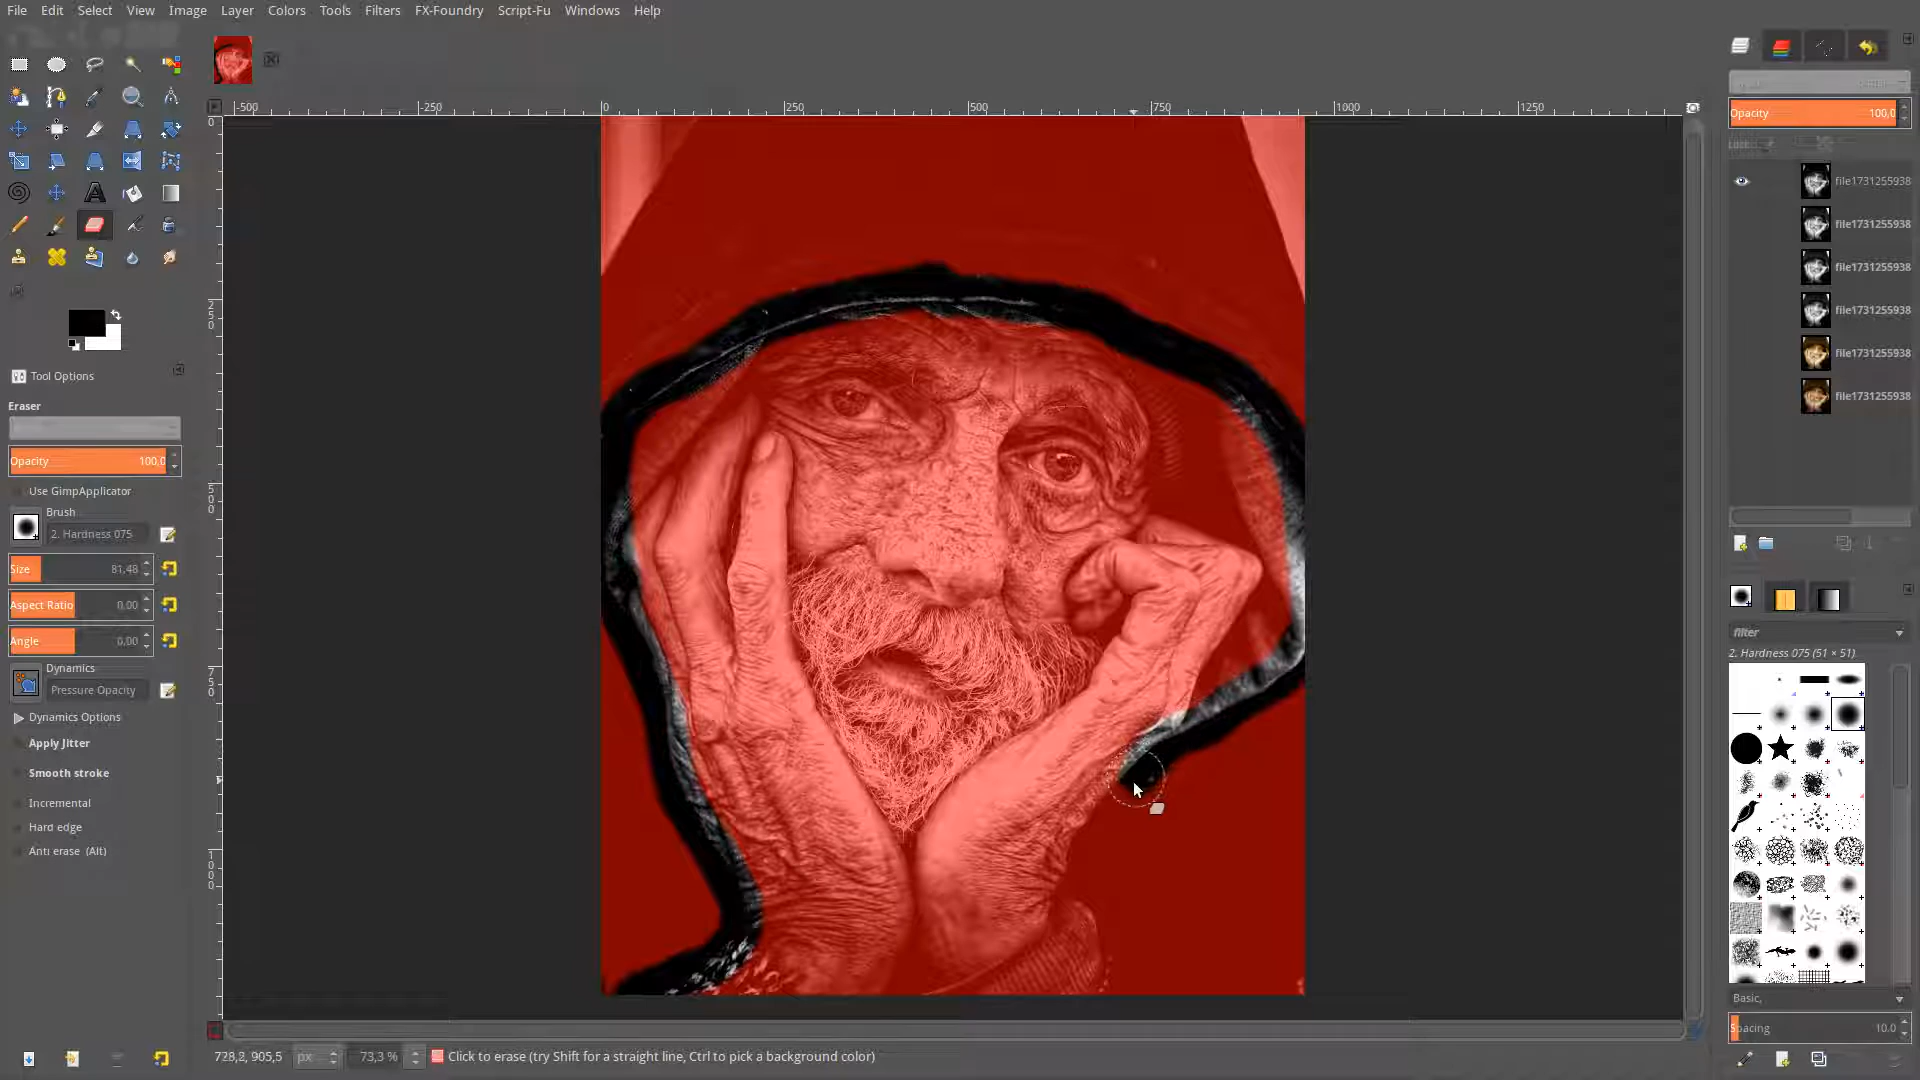 File Edit Select View Image Layer Colors Tools Filters FX-Foundry Script-Fu Windows Help
-500 -250 0 250 500 750 1000 1250
0
250
500
750
1000
Tool Options
Eraser
Opacity 100,0
Use GimpApplicator
Brush
2. Hardness 075
Size 81,48
Aspect Ratio 0,00
Angle 0,00
Dynamics
Pressure Opacity
Dynamics Options
Apply Jitter
Smooth stroke
Incremental
Hard edge
Anti erase (Alt)
728,2, 905,5 px 73,3 % Click to erase (try Shift for a straight line, Ctrl to pick a background color)
Opacity 100,0
file1731255938
file1731255938
file1731255938
file1731255938
file1731255938
file1731255938
filter
2. Hardness 075 (51 × 51)
Basic,
Spacing 10,0